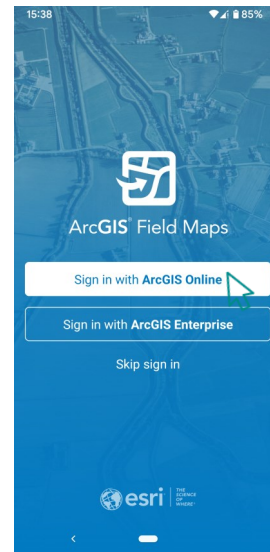 15:38 85%
ArcGIS® Field Maps
Sign in with ArcGIS Online
Sign in with ArcGIS Enterprise
Skip sign in
esri THE
SCIENCE
OF
WHERE®